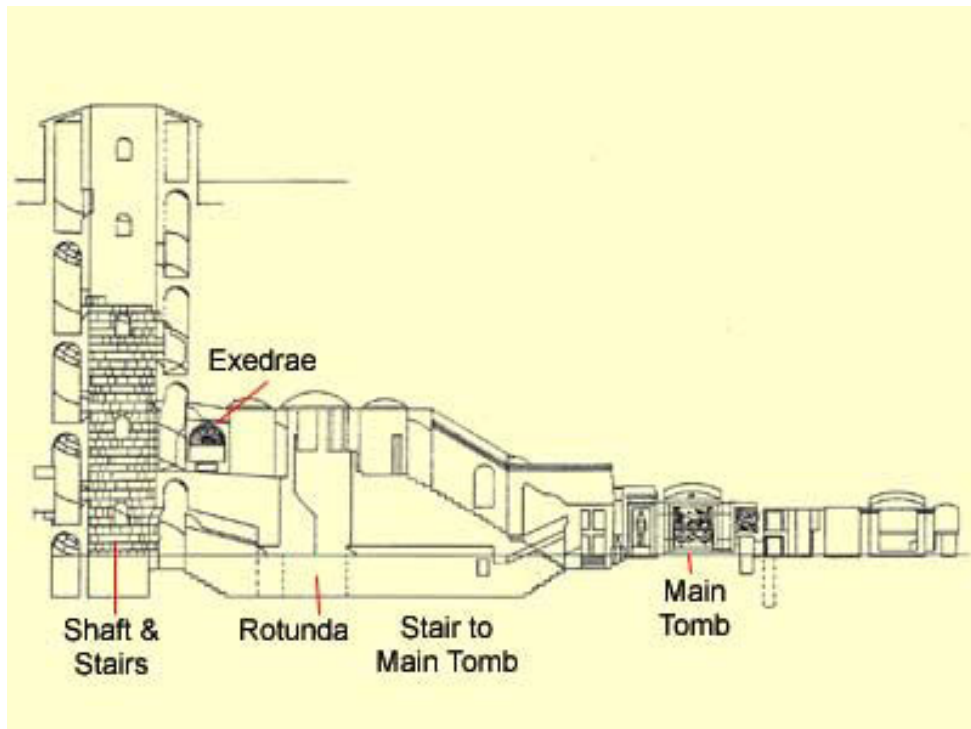 Exedrae
Shaft &
Stairs
Rotunda
Stair to
Main Tomb
Main
Tomb